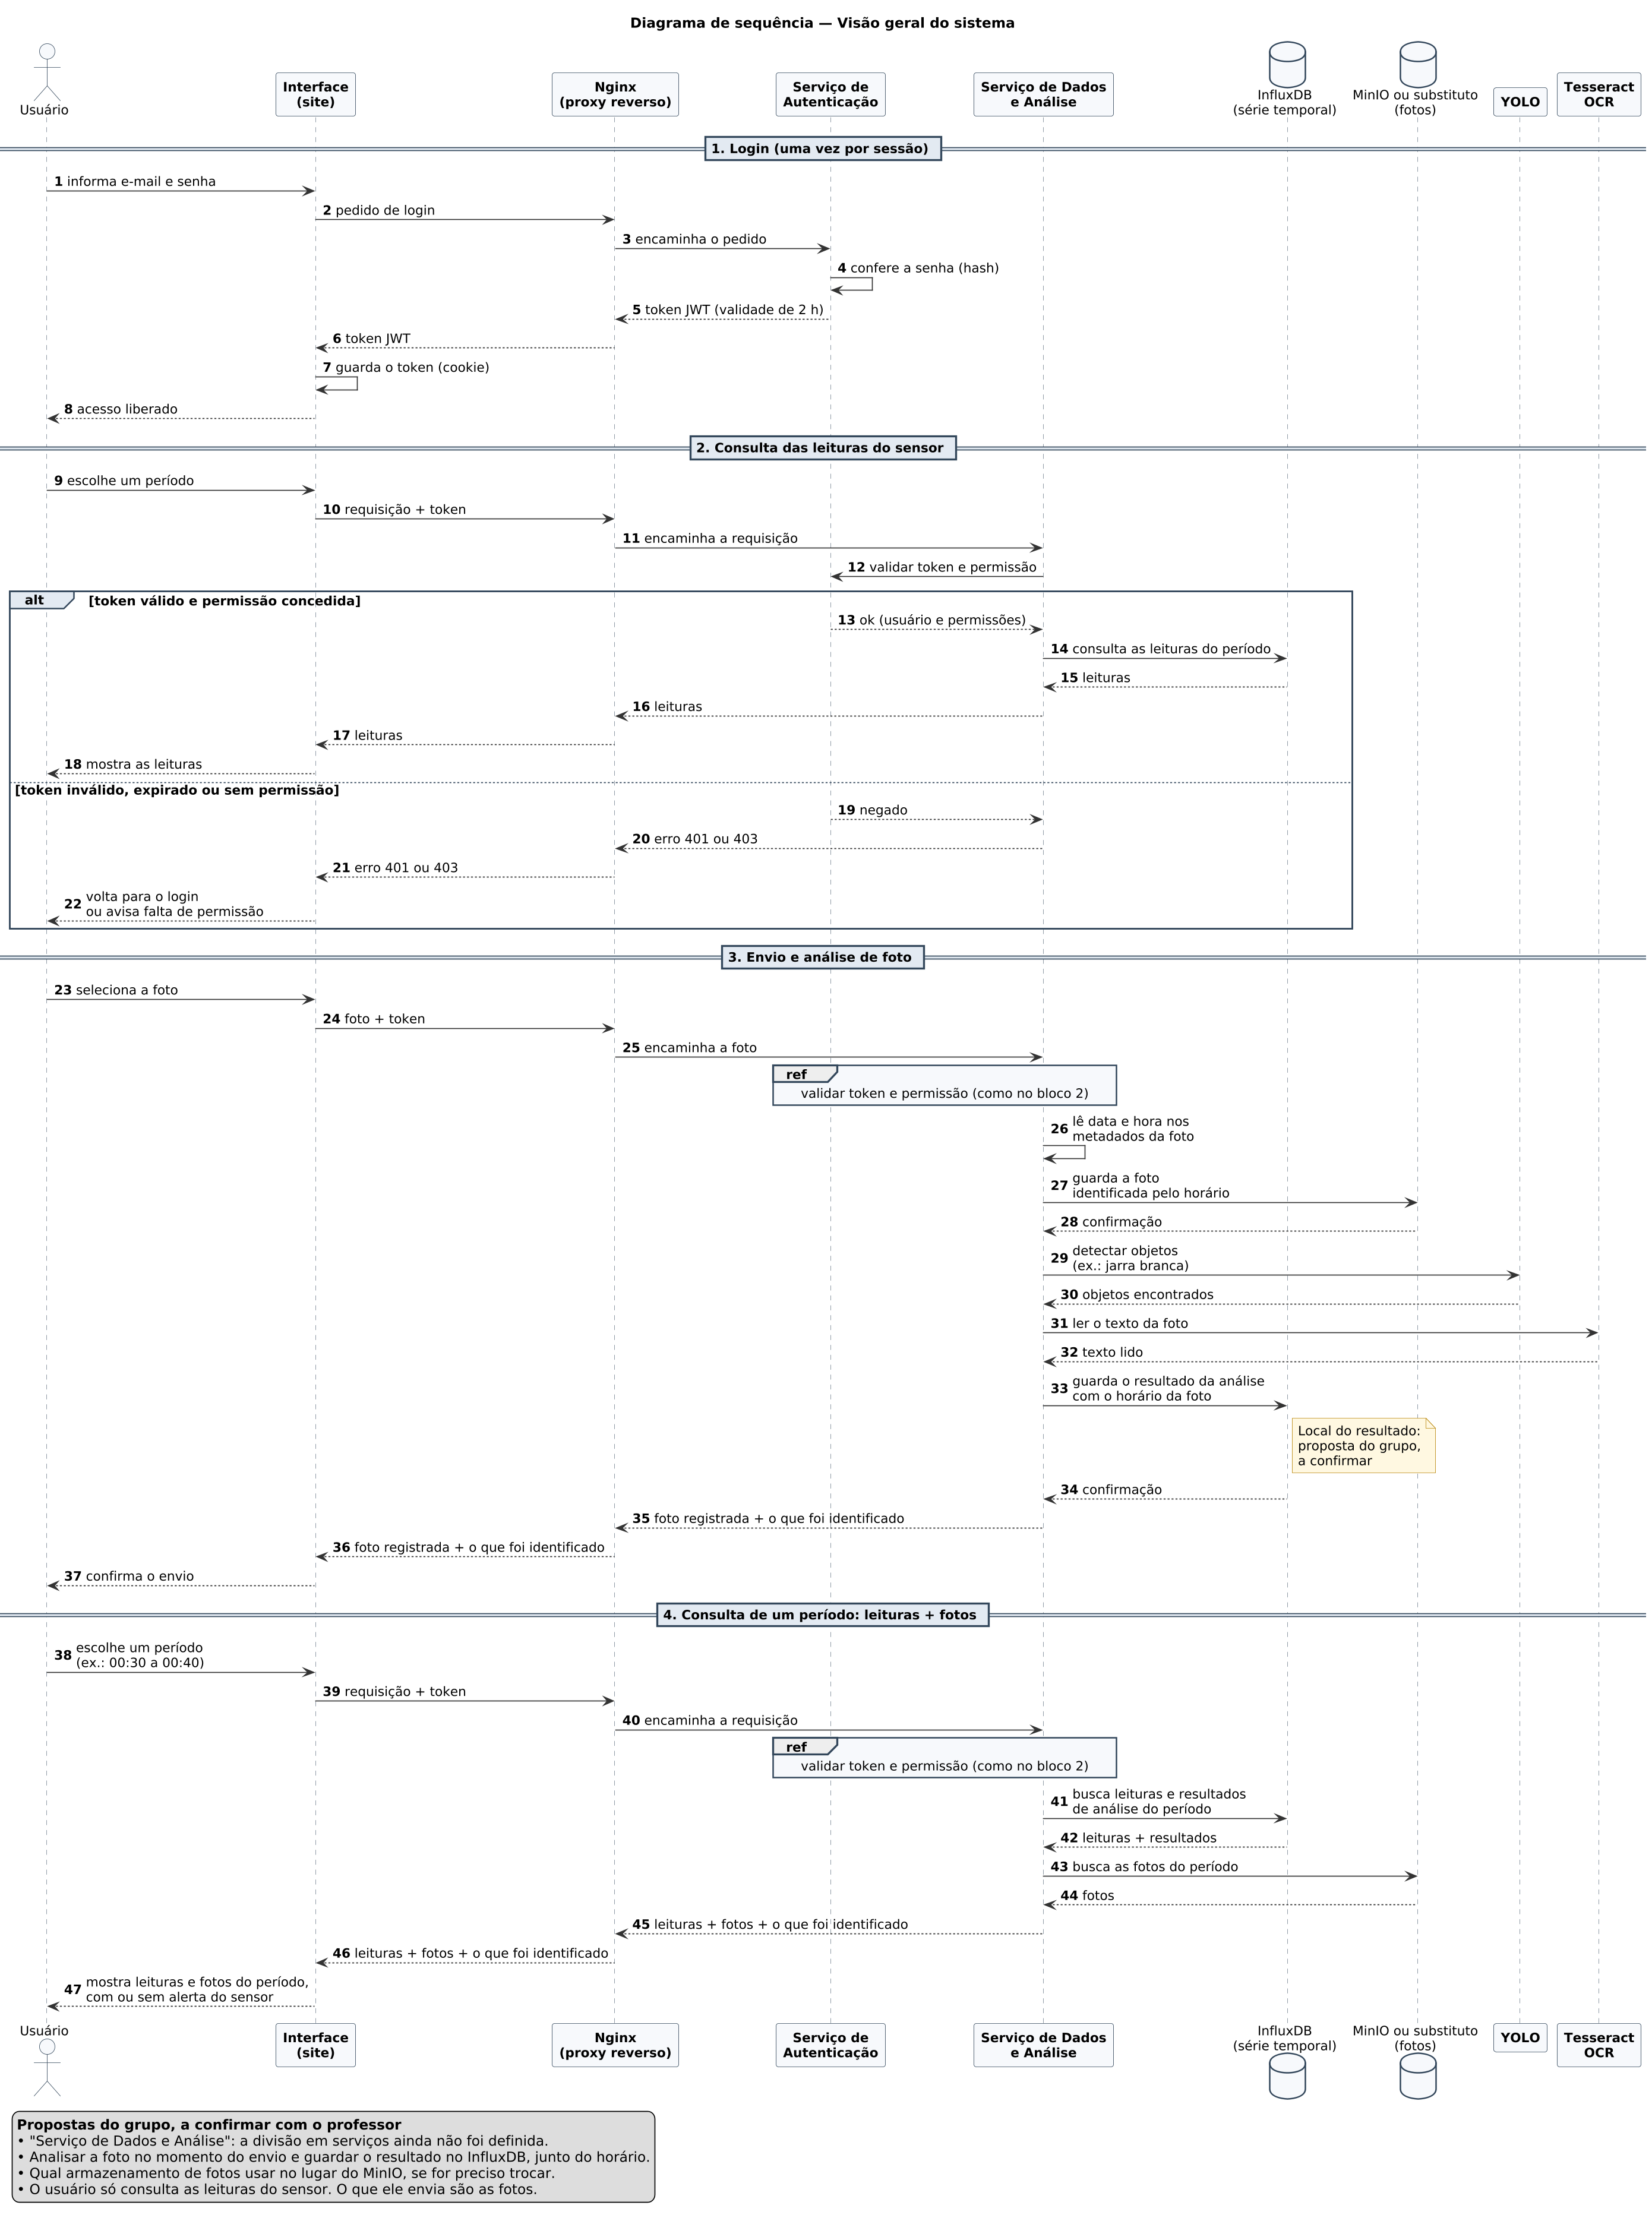 Diagrama de sequência — Visão geral do sistema
Usuário
Interface
(site)
Nginx
(proxy reverso)
Serviço de
Autenticação
Serviço de Dados
e Análise
InfluxDB
(série temporal)
MinIO ou substituto
(fotos)
YOLO
Tesseract
OCR
1. Login (uma vez por sessão)
1 informa e-mail e senha
2 pedido de login
3 encaminha o pedido
4 confere a senha (hash)
5 token JWT (validade de 2 h)
6 token JWT
7 guarda o token (cookie)
8 acesso liberado
2. Consulta das leituras do sensor
9 escolhe um período
10 requisição + token
11 encaminha a requisição
12 validar token e permissão
alt [token válido e permissão concedida]
13 ok (usuário e permissões)
14 consulta as leituras do período
15 leituras
16 leituras
17 leituras
18 mostra as leituras
[token inválido, expirado ou sem permissão]
19 negado
20 erro 401 ou 403
21 erro 401 ou 403
22 volta para o login
ou avisa falta de permissão
3. Envio e análise de foto
23 seleciona a foto
24 foto + token
25 encaminha a foto
ref
validar token e permissão (como no bloco 2)
26 lê data e hora nos
metadados da foto
27 guarda a foto
identificada pelo horário
28 confirmação
29 detectar objetos
(ex.: jarra branca)
30 objetos encontrados
31 ler o texto da foto
32 texto lido
33 guarda o resultado da análise
com o horário da foto
Local do resultado:
proposta do grupo,
a confirmar
34 confirmação
35 foto registrada + o que foi identificado
36 foto registrada + o que foi identificado
37 confirma o envio
4. Consulta de um período: leituras + fotos
38 escolhe um período
(ex.: 00:30 a 00:40)
39 requisição + token
40 encaminha a requisição
ref
validar token e permissão (como no bloco 2)
41 busca leituras e resultados
de análise do período
42 leituras + resultados
43 busca as fotos do período
44 fotos
45 leituras + fotos + o que foi identificado
46 leituras + fotos + o que foi identificado
47 mostra leituras e fotos do período,
com ou sem alerta do sensor
Usuário
Interface
(site)
Nginx
(proxy reverso)
Serviço de
Autenticação
Serviço de Dados
e Análise
InfluxDB
(série temporal)
MinIO ou substituto
(fotos)
YOLO
Tesseract
OCR
Propostas do grupo, a confirmar com o professor
• "Serviço de Dados e Análise": a divisão em serviços ainda não foi definida.
• Analisar a foto no momento do envio e guardar o resultado no InfluxDB, junto do horário.
• Qual armazenamento de fotos usar no lugar do MinIO, se for preciso trocar.
• O usuário só consulta as leituras do sensor. O que ele envia são as fotos.